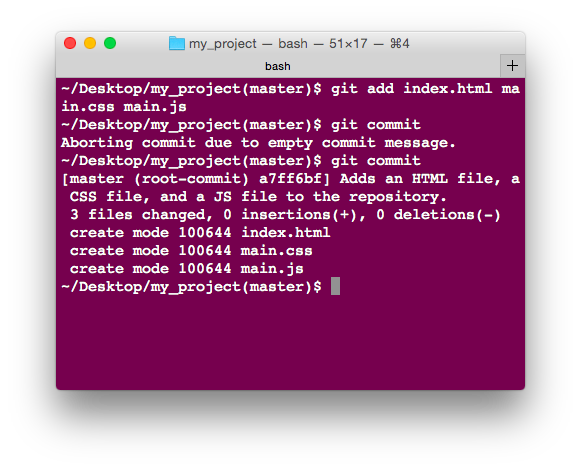 my_project — bash — 51×17 — ⌘4
bash
+
~/Desktop/my_project(master)$ git add index.html ma
in.css main.js
~/Desktop/my_project(master)$ git commit
Aborting commit due to empty commit message.
~/Desktop/my_project(master)$ git commit
[master (root-commit) a7ff6bf] Adds an HTML file, a
 CSS file, and a JS file to the repository.
 3 files changed, 0 insertions(+), 0 deletions(-)
 create mode 100644 index.html
 create mode 100644 main.css
 create mode 100644 main.js
~/Desktop/my_project(master)$